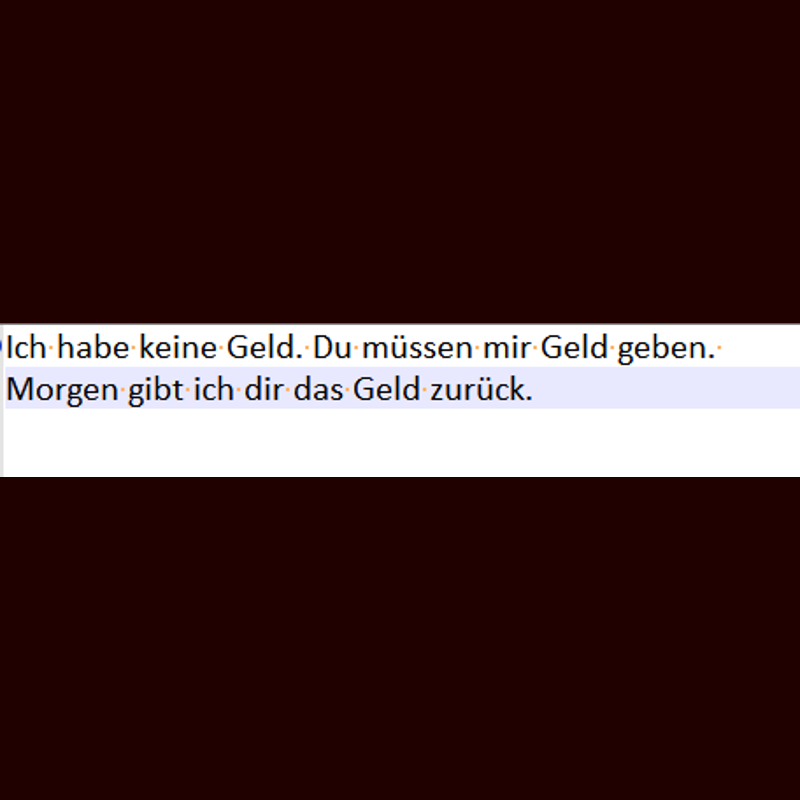 Ich habe keine Geld. Du müssen mir Geld geben.
Morgen gibt ich dir das Geld zurück.